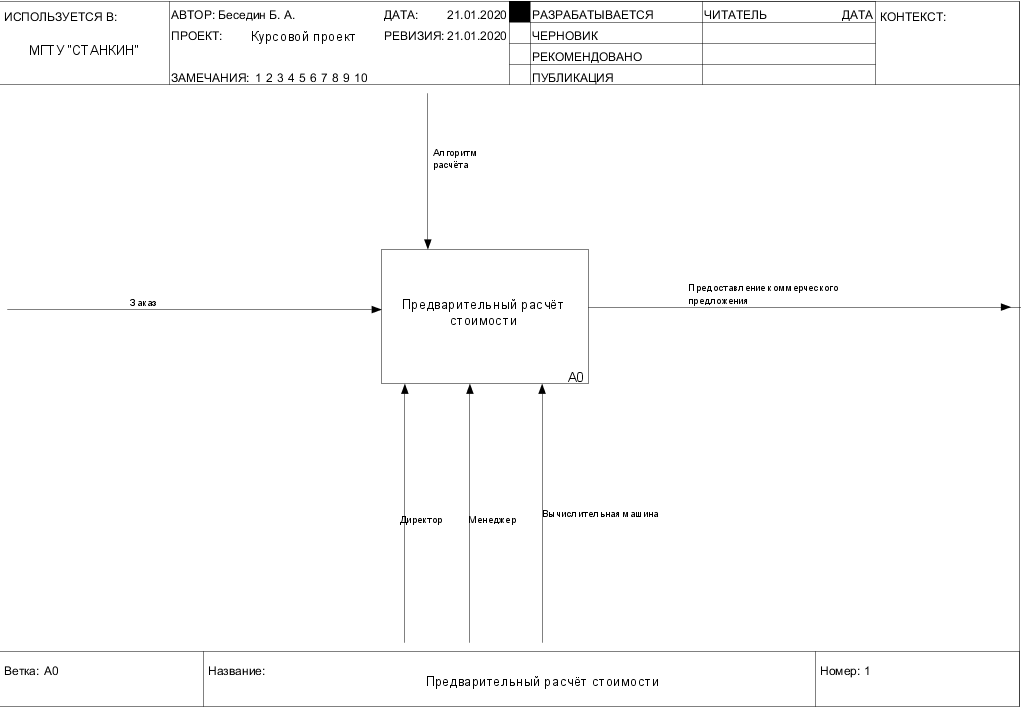 ИСПОЛЬЗУЕТСЯ В:
МГТУ "СТАНКИН"
АВТОР: Беседин Б. А.
ДАТА: 21.01.2020
ПРОЕКТ: Курсовой проект
РЕВИЗИЯ: 21.01.2020
ЗАМЕЧАНИЯ: 1 2 3 4 5 6 7 8 9 10
РАЗРАБАТЫВАЕТСЯ
ЧЕРНОВИК
РЕКОМЕНДОВАНО
ПУБЛИКАЦИЯ
ЧИТАТЕЛЬ ДАТА
КОНТЕКСТ:
Алгоритм
расчёта
Заказ
Предварительный расчёт
стоимости
A0
Предоставление коммерческого
предложения
Директор
Менеджер
Вычислительная машина
Ветка: A0
Название:
Предварительный расчёт стоимости
Номер: 1